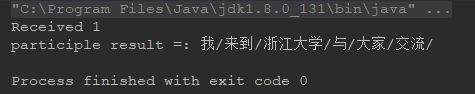 "C:\Program Files\Java\jdk1.8.0_131\bin\java" ...
Received 1
participle result =: 我/来到/浙江大学/与/大家/交流/
Process finished with exit code 0